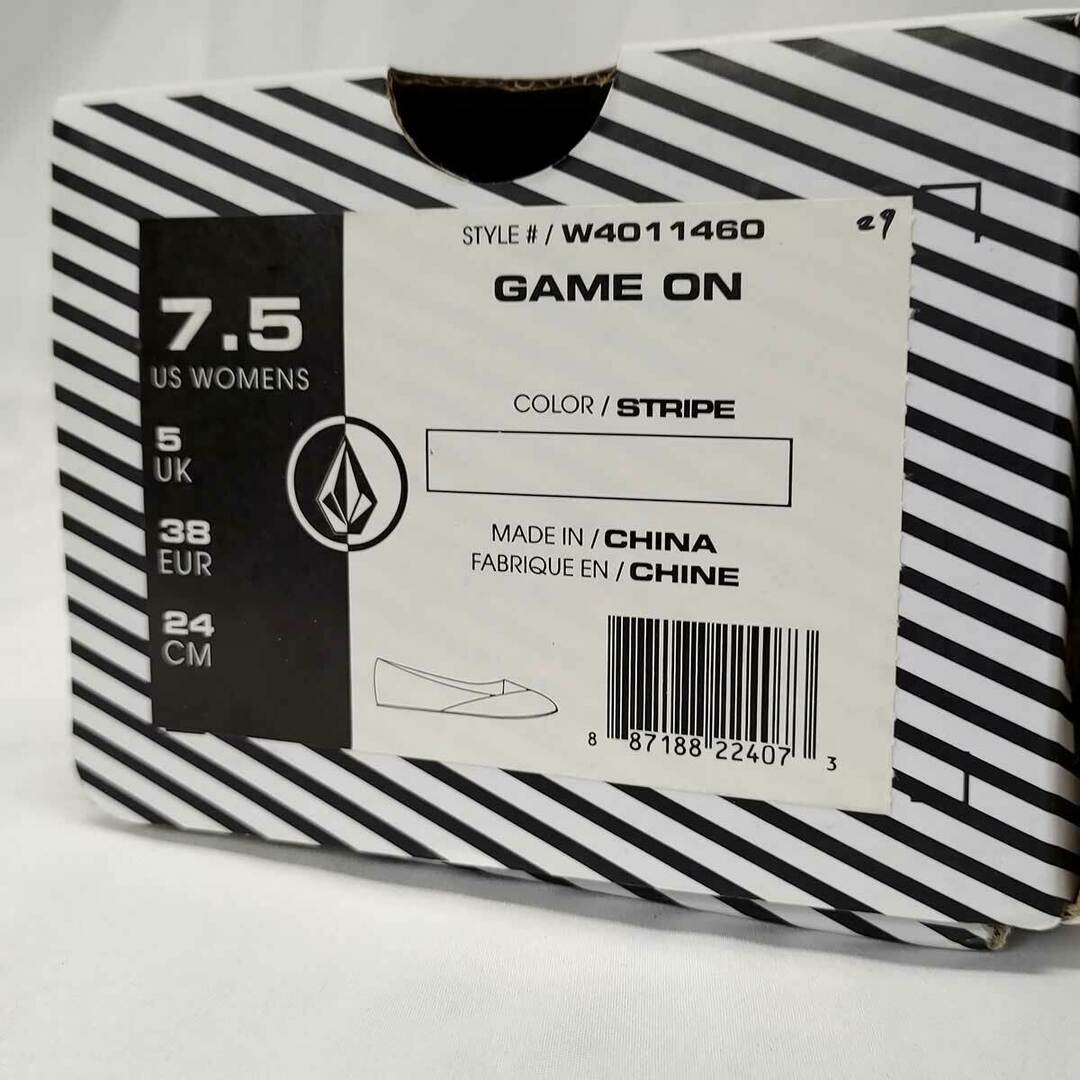 STYLE # / W4011460
29
GAME ON
7.5
US WOMENS
5
UK
38
EUR
24
CM
COLOR / STRIPE
MADE IN / CHINA
FABRIQUE EN / CHINE
8 87188 22407 3